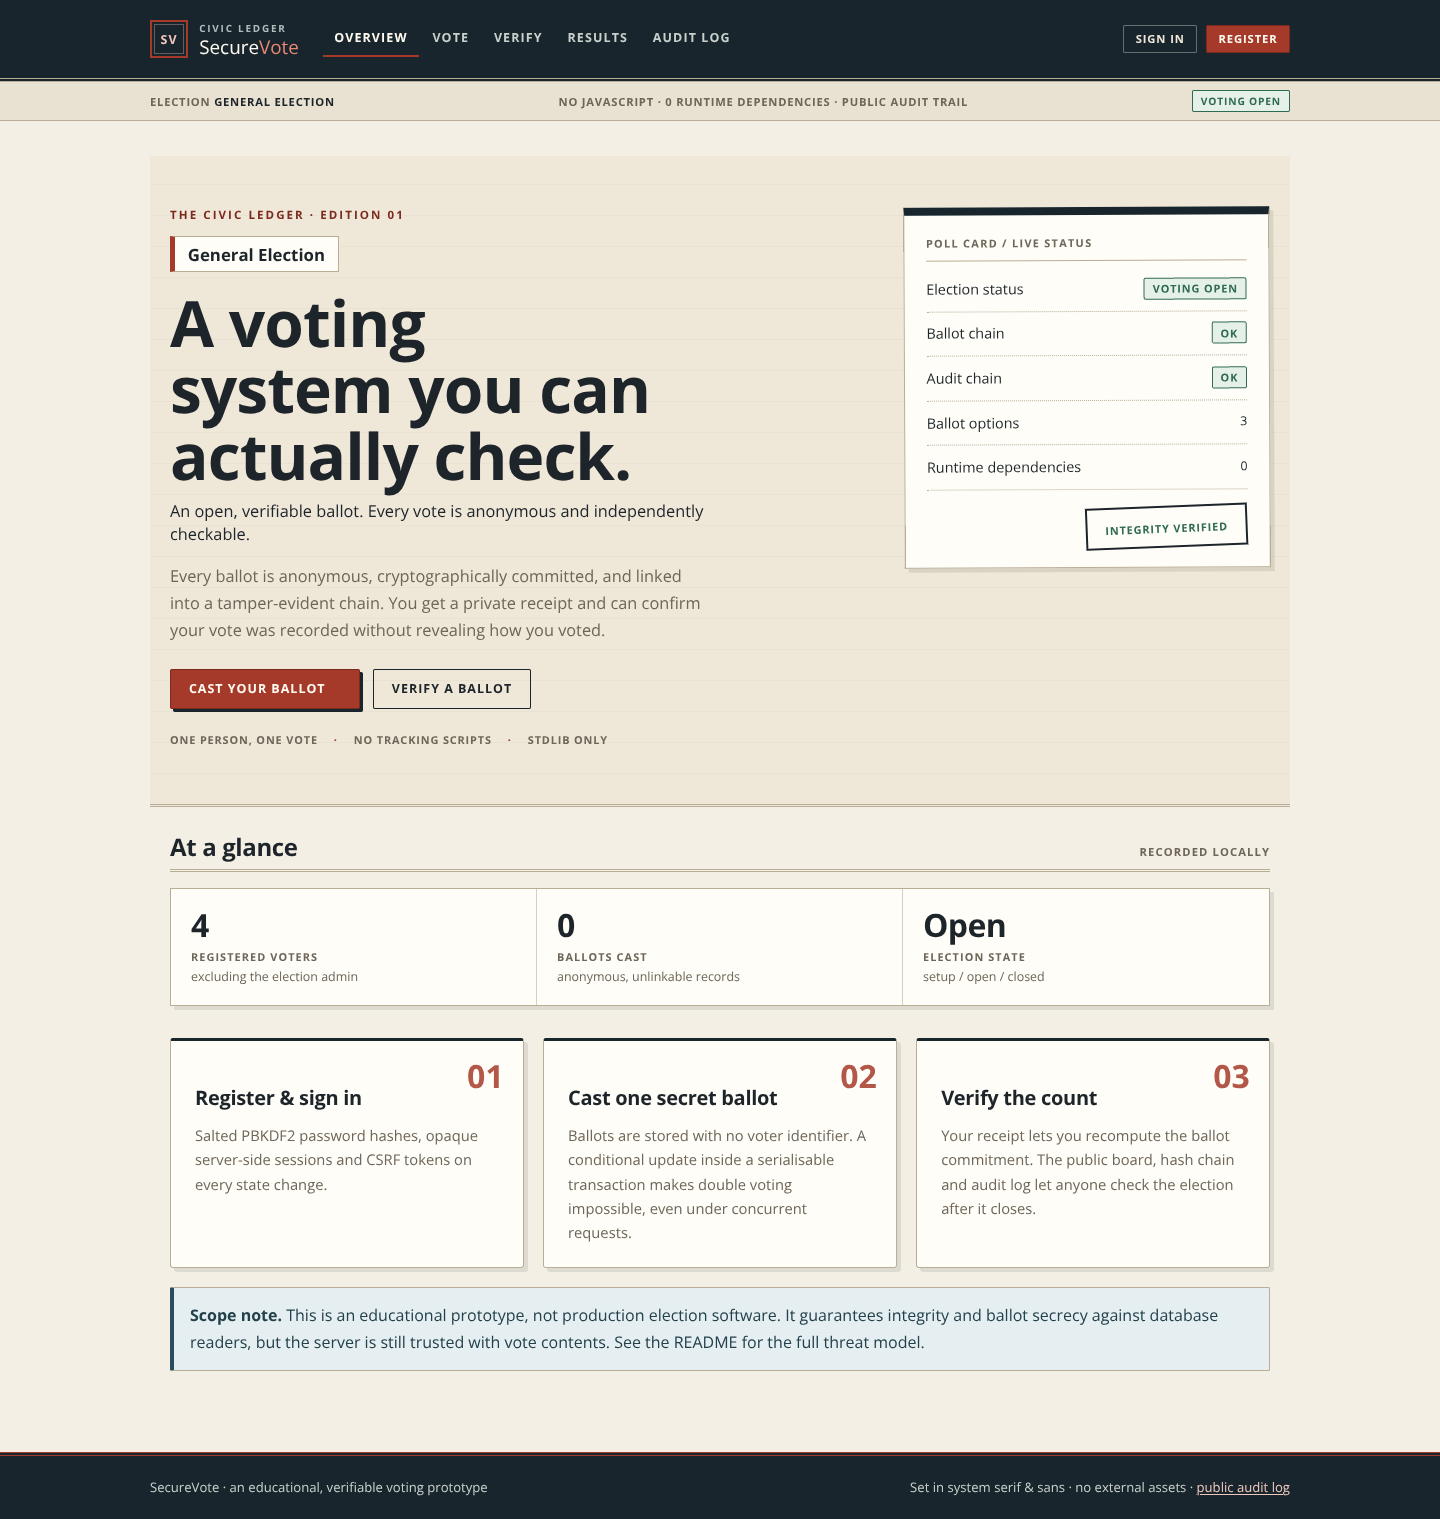 SV
CIVIC LEDGER
SecureVote
OVERVIEW
VOTE
VERIFY
RESULTS
AUDIT LOG
SIGN IN
REGISTER
ELECTION GENERAL ELECTION
NO JAVASCRIPT · 0 RUNTIME DEPENDENCIES · PUBLIC AUDIT TRAIL
VOTING OPEN
THE CIVIC LEDGER · EDITION 01
General Election
A voting
system you can
actually check.
An open, verifiable ballot. Every vote is anonymous and independently
checkable.
Every ballot is anonymous, cryptographically committed, and linked
into a tamper-evident chain. You get a private receipt and can confirm
your vote was recorded without revealing how you voted.
CAST YOUR BALLOT
VERIFY A BALLOT
ONE PERSON, ONE VOTE · NO TRACKING SCRIPTS · STDLIB ONLY
POLL CARD / LIVE STATUS
Election status VOTING OPEN
Ballot chain OK
Audit chain OK
Ballot options 3
Runtime dependencies 0
INTEGRITY VERIFIED
At a glance
RECORDED LOCALLY
4
REGISTERED VOTERS
excluding the election admin
0
BALLOTS CAST
anonymous, unlinkable records
Open
ELECTION STATE
setup / open / closed
01
Register & sign in
Salted PBKDF2 password hashes, opaque
server-side sessions and CSRF tokens on
every state change.
02
Cast one secret ballot
Ballots are stored with no voter identifier. A
conditional update inside a serialisable
transaction makes double voting
impossible, even under concurrent
requests.
03
Verify the count
Your receipt lets you recompute the ballot
commitment. The public board, hash chain
and audit log let anyone check the election
after it closes.
Scope note. This is an educational prototype, not production election software. It guarantees integrity and ballot secrecy against database
readers, but the server is still trusted with vote contents. See the README for the full threat model.
SecureVote · an educational, verifiable voting prototype
Set in system serif & sans · no external assets · public audit log